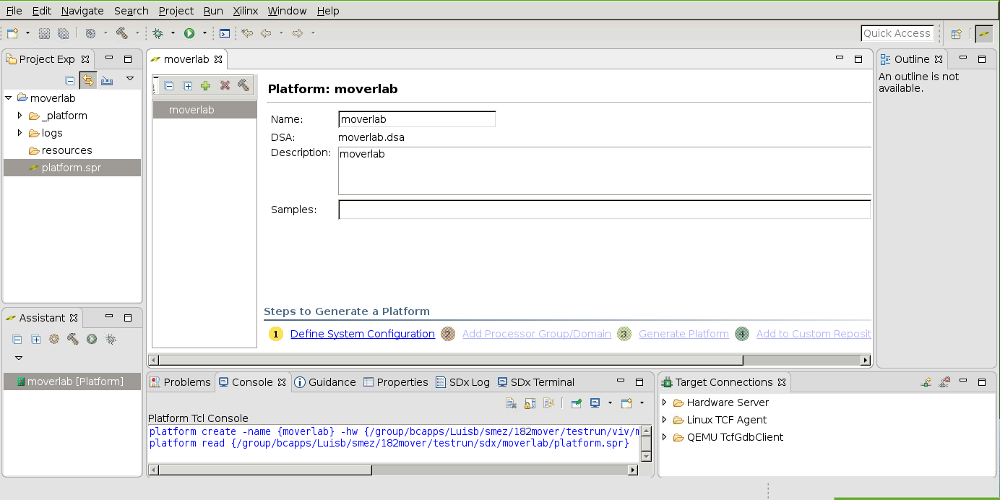 File Edit Navigate Search Project Run Xilinx Window Help
Quick Access
Project Exp
moverlab
_platform
logs
resources
platform.spr
Assistant
moverlab [Platform]
moverlab
moverlab
Platform: moverlab
Name: moverlab
DSA: moverlab.dsa
Description: moverlab
Samples:
Steps to Generate a Platform
1 Define System Configuration 2 Add Processor Group/Domain 3 Generate Platform 4 Add to Custom Reposit
Outline
An outline is not
available.
Problems Console Guidance Properties SDx Log SDx Terminal
Platform Tcl Console
platform create -name {moverlab} -hw {/group/bcapps/Luisb/smez/182mover/testrun/viv/m
platform read {/group/bcapps/Luisb/smez/182mover/testrun/sdx/moverlab/platform.spr}
Target Connections
Hardware Server
Linux TCF Agent
QEMU TcfGdbClient